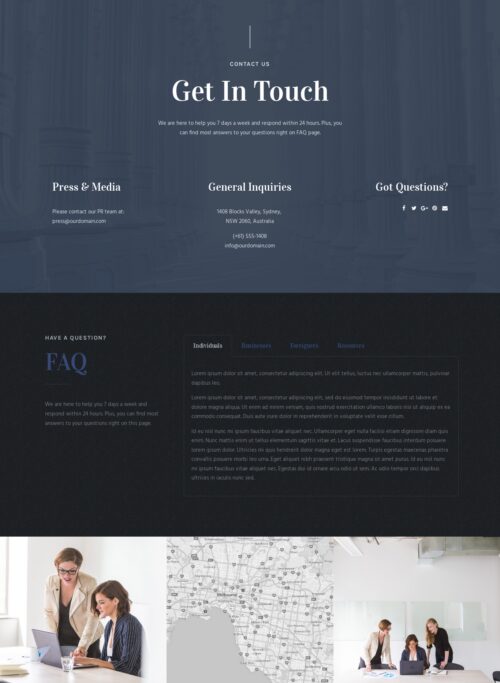 CONTACT US
Get In Touch
We are here to help you 7 days a week and respond within 24 hours. Plus, you
can find most answers to your questions right on FAQ page.
Press & Media
Please contact our PR team at:
press@ourdomain.com
General Inquiries
1408 Blocks Valley, Sydney,
NSW 2060, Australia
(+61) 555-1408
info@ourdomain.com
Got Questions?
HAVE A QUESTION?
FAQ
We are here to help you 7 days a week and
respond within 24 hours. Plus, you can find most
answers to your questions right on this page.
Individuals Businesses Foreigners Resources
Lorem ipsum dolor sit amet, consectetur adipiscing elit. Ut elit tellus, luctus nec ullamcorper mattis, pulvinar
dapibus leo.
Lorem ipsum dolor sit amet, consectetur adipiscing elit, sed do eiusmod tempor incididunt ut labore et
dolore magna aliqua. Ut enim ad minim veniam, quis nostrud exercitation ullamco laboris nisi ut aliquip ex ea
commodo consequat. Duis aute irure dolor in reprehenderit in voluptate velit esse cillum.
Id eu nisl nunc mi ipsum faucibus vitae aliquet nec. Ullamcorper eget nulla facilisi etiam dignissim diam quis
enim. Nunc mattis enim ut tellus elementum sagittis vitae et. Lacus suspendisse faucibus interdum posuere
lorem ipsum dolor. Ultricies mi quis hendrerit dolor magna eget est lorem. Turpis egestas maecenas pharetra
convallis posuere morbi leo urna. Eget aliquet nibh praesent tristique magna sit amet purus. Id eu nisl nunc
mi ipsum faucibus vitae aliquet nec. Egestas dui id ornare arcu odio ut sem. Ac odio tempor orci dapibus
ultrices in iaculis nunc sed.
Melbourne